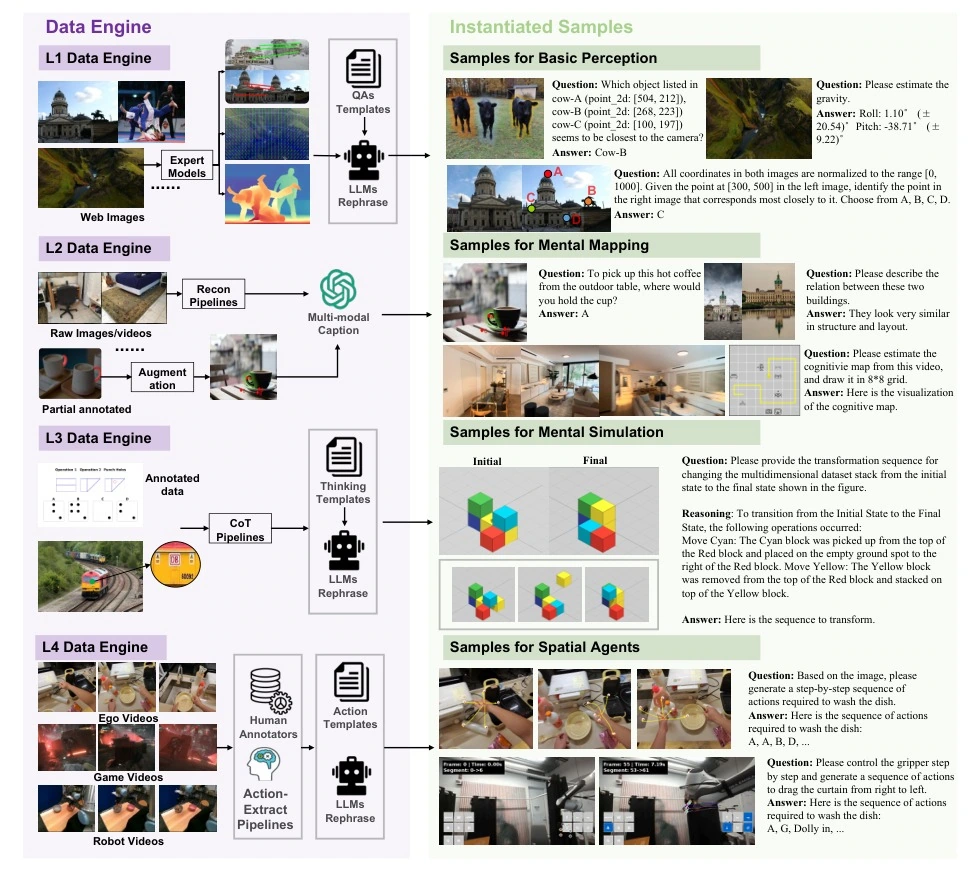 Data Engine
L1 Data Engine
QAs
Templates
LLMs
Rephrase
Expert
Models
......
Web Images
L2 Data Engine
Recon
Pipelines
Raw Images/videos
......
Multi-modal
Caption
Augment
ation
Partial annotated
L3 Data Engine
Annotated
data
A B C D
CoT
Pipelines
Thinking
Templates
LLMs
Rephrase
L4 Data Engine
Ego Videos
Game Videos
Robot Videos
Human
Annotators
Action-
Extract
Pipelines
Action
Templates
LLMs
Rephrase
Instantiated Samples
Samples for Basic Perception
Question: Which object listed in
cow-A (point_2d: [504, 212]),
cow-B (point_2d: [268, 223])
cow-C (point_2d: [100, 197])
seems to be closest to the camera?
Answer: Cow-B
Question: Please estimate the
gravity.
Answer: Roll: 1.10° (±
20.54)° Pitch: -38.71° (±
9.22)°
A
B
C
D
Question: All coordinates in both images are normalized to the range [0,
1000]. Given the point at [300, 500] in the left image, identify the point in
the right image that corresponds most closely to it. Choose from A, B, C, D.
Answer: C
Samples for Mental Mapping
Question: To pick up this hot coffee
from the outdoor table, where would
you hold the cup?
Answer: A
Question: Please describe the
relation between these two
buildings.
Answer: They look very similar
in structure and layout.
Question: Please estimate the
cognitivie map from this video,
and draw it in 8*8 grid.
Answer: Here is the visualization
of the cognitive map.
Samples for Mental Simulation
Initial
Final
Question: Please provide the transformation sequence for
changing the multidimensional dataset stack from the initial
state to the final state shown in the figure.
Reasoning: To transition from the Initial State to the Final
State, the following operations occurred:
Move Cyan: The Cyan block was picked up from the top of
the Red block and placed on the empty ground spot to the
right of the Red block. Move Yellow: The Yellow block
was removed from the top of the Red block and stacked on
top of the Yellow block.
Answer: Here is the sequence to transform.
Samples for Spatial Agents
Question: Based on the image, please
generate a step-by-step sequence of
actions required to wash the dish.
Answer: Here is the sequence of actions
required to wash the dish:
A, A, B, D, ...
Frame: 0 | Time: 0.00s
Segment: 0->6
Frame: 55 | Time: 7.19s
Segment: 53->61
Question: Please control the gripper step
by step and generate a sequence of actions
to drag the curtain from right to left.
Answer: Here is the sequence of actions
required to wash the dish:
A, G, Dolly in, ...